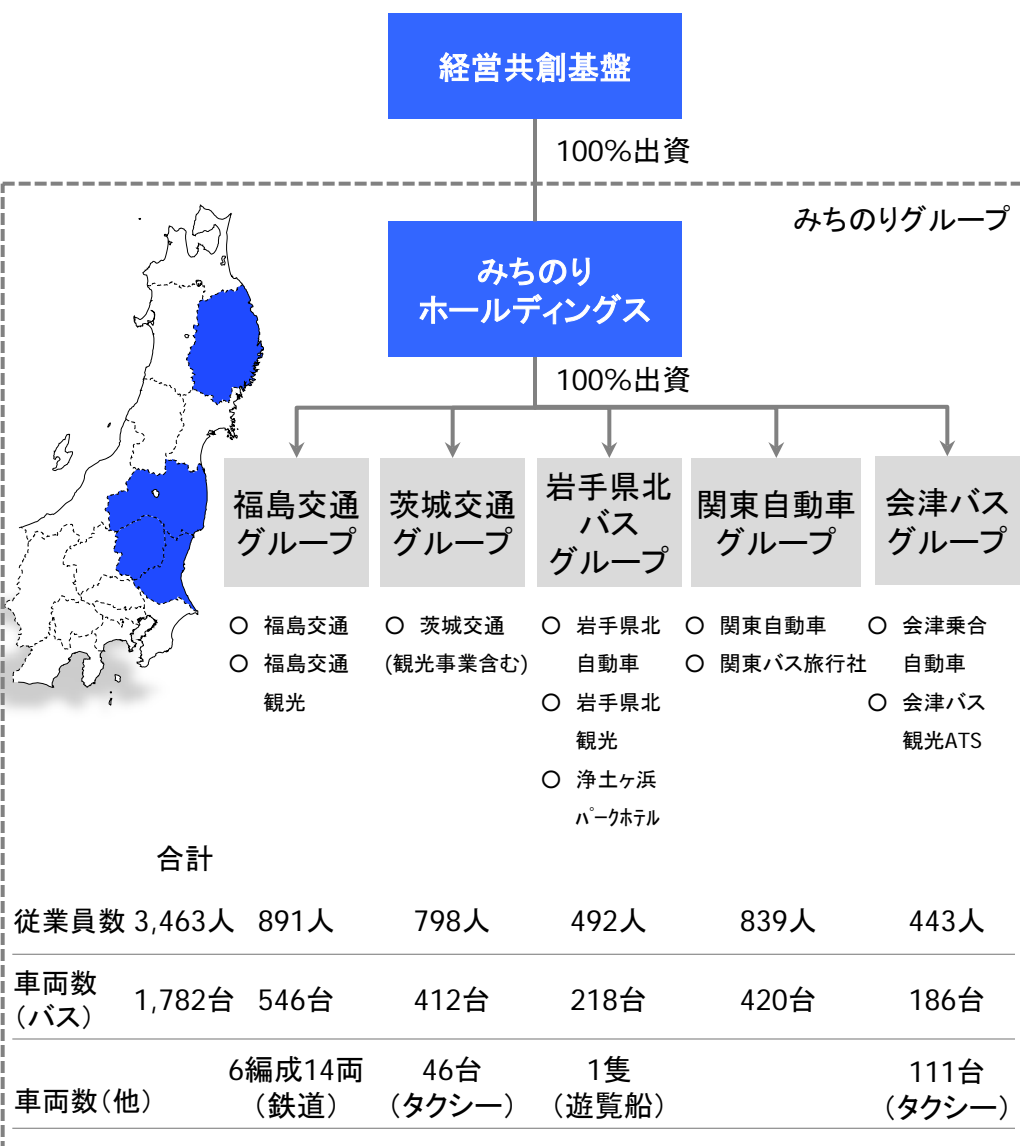 経営共創基盤
100%出資
みちのりグループ
みちのり
ホールディングス
100%出資
福島交通
グループ
茨城交通
グループ
岩手県北
バス
グループ
関東自動車
グループ
会津バス
グループ
○ 福島交通
○ 福島交通
観光
○ 茨城交通
(観光事業含む)
○ 岩手県北
自動車
○ 岩手県北
観光
○ 浄土ヶ浜
ﾊﾟｰｸﾎﾃﾙ
○ 関東自動車
○ 関東バス旅行社
○ 会津乗合
自動車
○ 会津バス
観光ATS
合計
従業員数 3,463人 891人 798人 492人 839人 443人
車両数
（バス） 1,782台 546台 412台 218台 420台 186台
車両数（他） 6編成14両 46台 1隻 111台
（鉄道） （タクシー） （遊覧船） （タクシー）